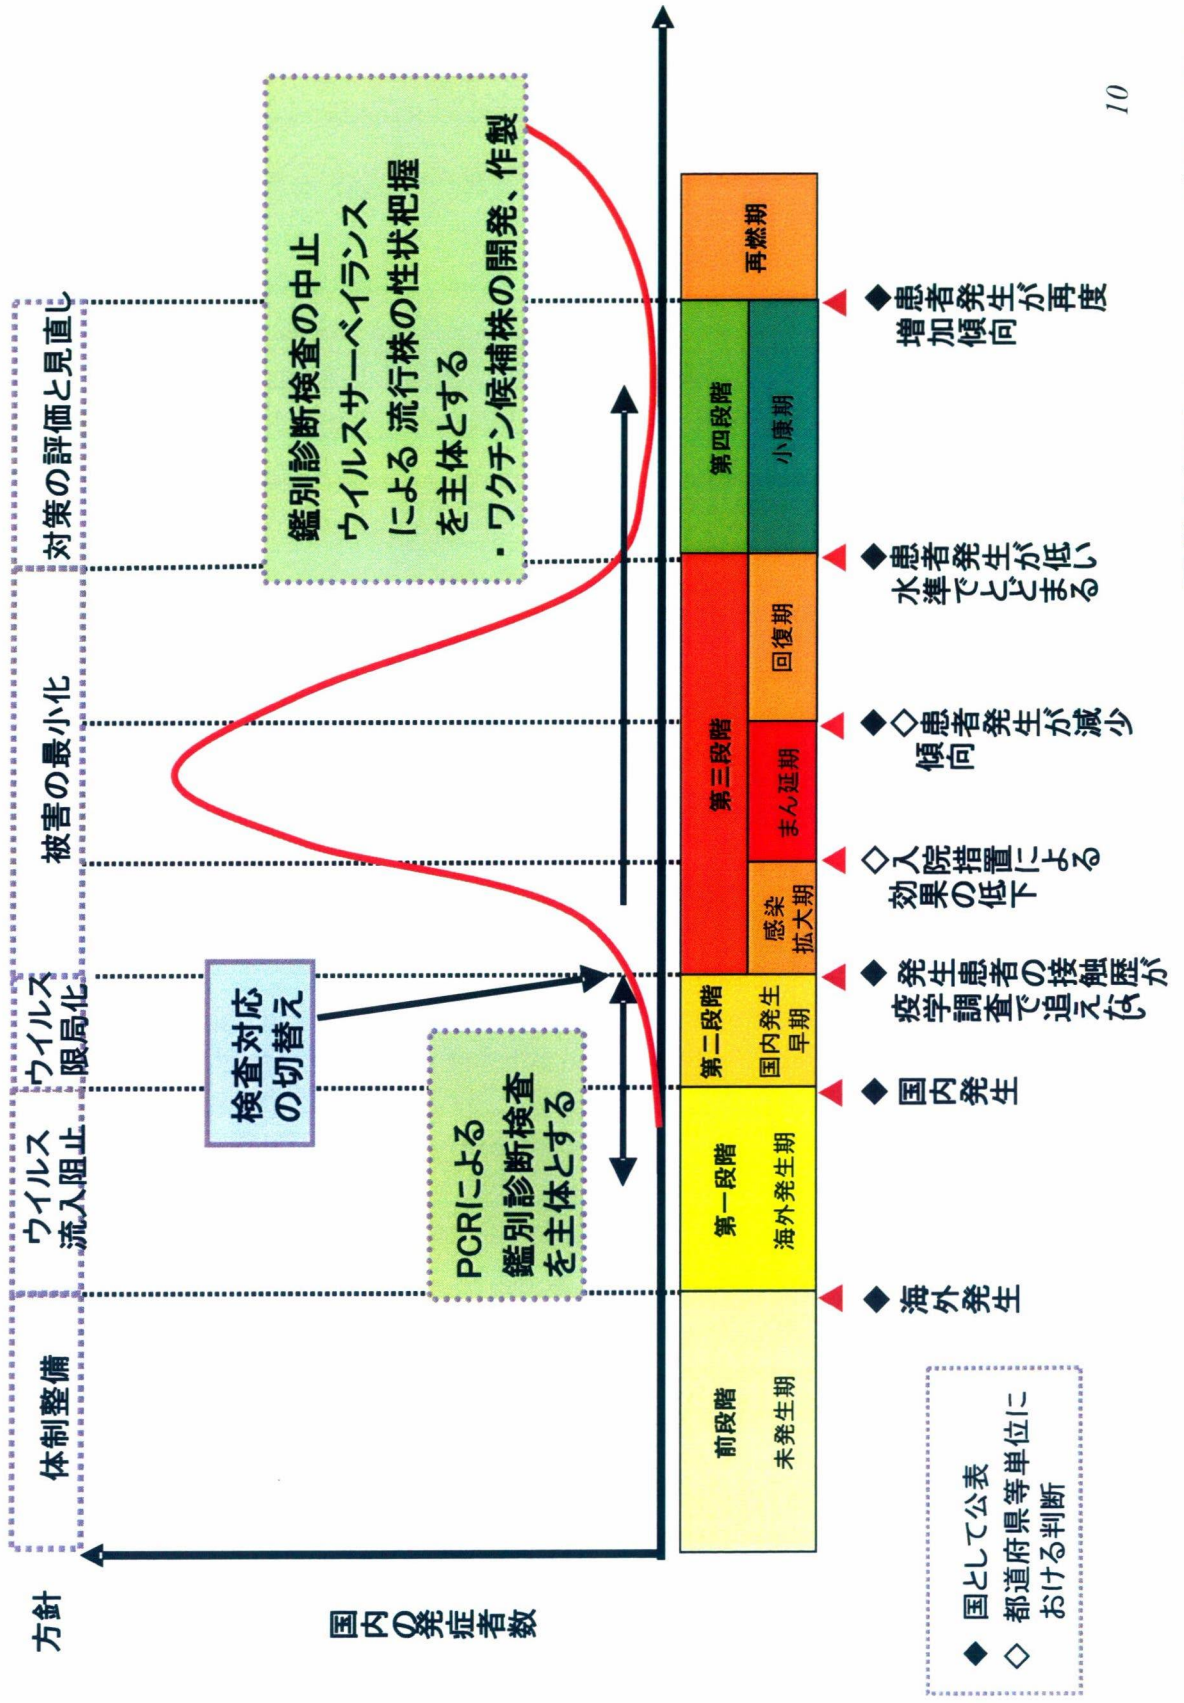 方針
体制整備
ウイルス
流入阻止
ウイルス
限局化
被害の最小化
対策の評価と見直し
国内の発症者数
検査対応
の切替え
PCRによる
鑑別診断検査
を主体とする
鑑別診断検査の中止
ウイルスサーベイランス
による 流行株の性状把握
を主体とする
・ワクチン候補株の開発、作製
前段階
未発生期
第一段階
海外発生期
第二段階
国内発生
早期
第三段階
感染
拡大期
まん延期
回復期
第四段階
小康期
再燃期
◆ 海外発生
◆ 国内発生
◆ 発生患者の接触歴が
疫学調査で追えない
◇入院措置による
効果の低下
◆◇患者発生が減少
傾向
◆患者発生が低い
水準でとどまる
◆患者発生が再度
増加傾向
◆ 国として公表
◇ 都道府県等単位に
おける判断
10